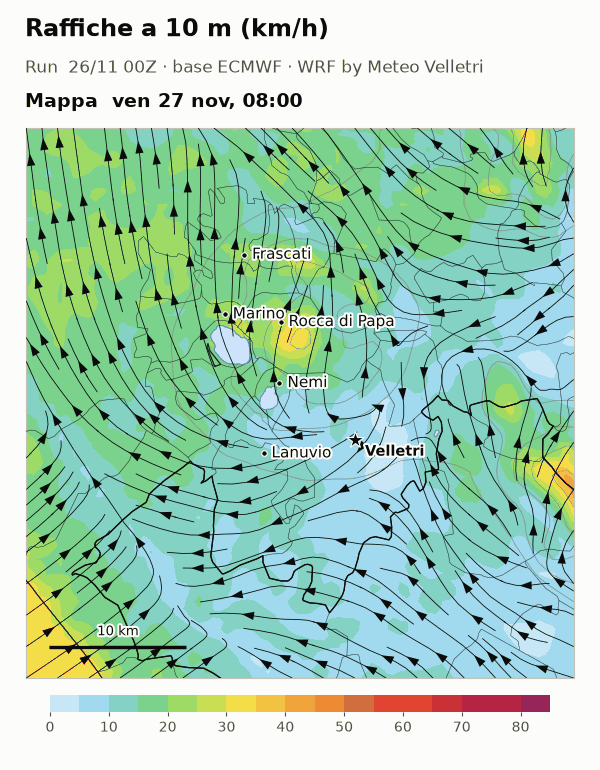 Raffiche a 10 m (km/h)
Run 26/11 00Z · base ECMWF · WRF by Meteo Velletri
Mappa ven 27 nov, 08:00
Frascati
Marino
Rocca di Papa
Nemi
Velletri
Lanuvio
10 km
0 10 20 30 40 50 60 70 80